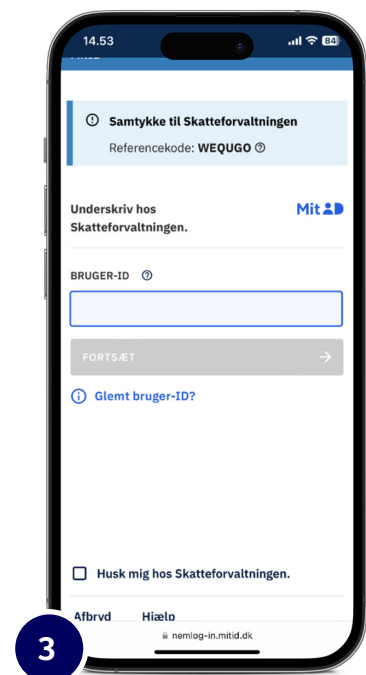 14.53
84
Samtykke til Skatteforvaltningen
Referencekode: WEQUGO
Underskriv hos
Skatteforvaltningen.
Mit
BRUGER-ID
FORTSÆT
Glemt bruger-ID?
Husk mig hos Skatteforvaltningen.
Afbryd Hjælp
nemlog-in.mitid.dk
3